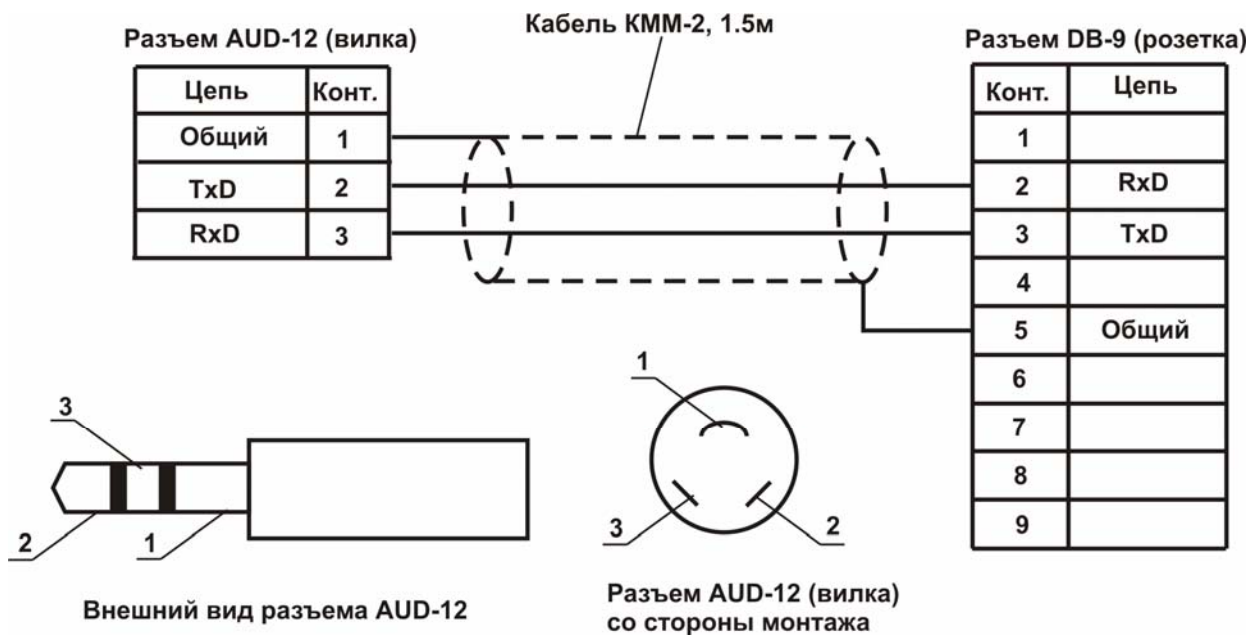 Кабель КММ-2, 1.5м
Разъем AUD-12 (вилка)
Разъем DB-9 (розетка)
Цепь Конт.
Общий 1
TxD 2
RxD 3
Конт. Цепь
1
2 RxD
3 TxD
4
5 Общий
6
7
8
9
3
2
1
Внешний вид разъема AUD-12
1
3
2
Разъем AUD-12 (вилка)
со стороны монтажа